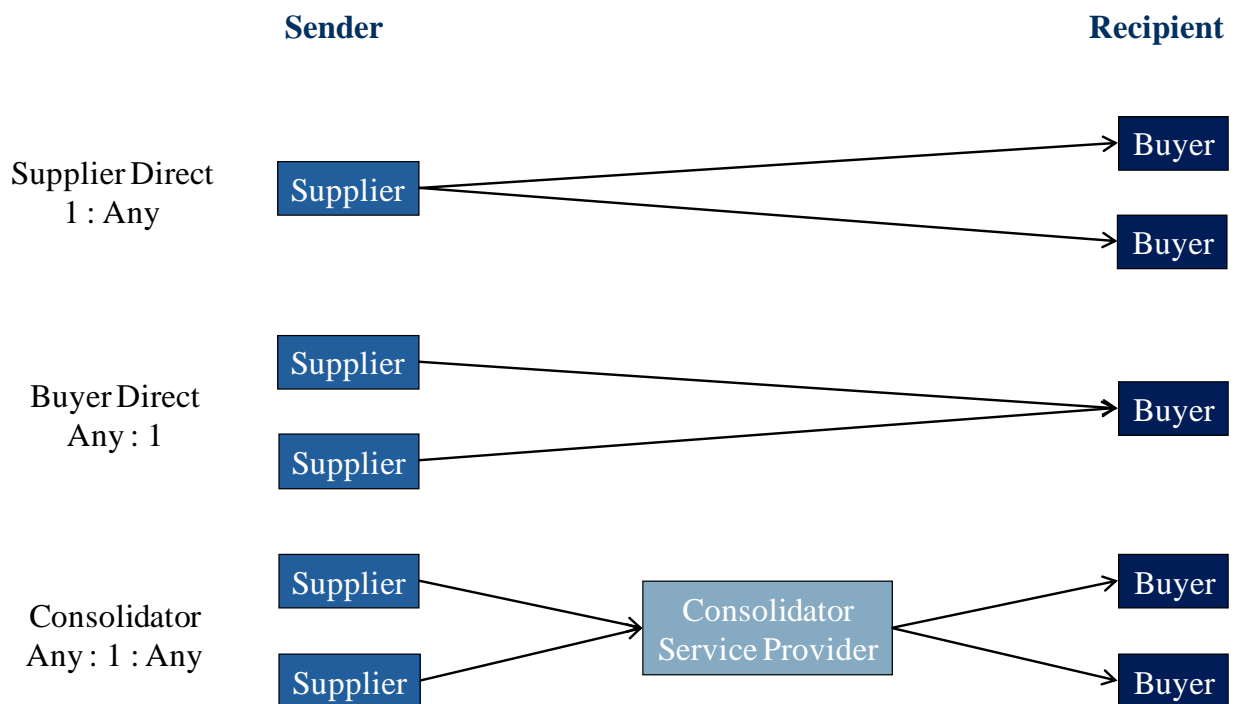 Sender
Recipient
Supplier Direct
1 : Any
Supplier
Buyer
Buyer
Buyer Direct
Any : 1
Supplier
Supplier
Buyer
Consolidator
Any : 1 : Any
Supplier
Supplier
Consolidator
Service Provider
Buyer
Buyer